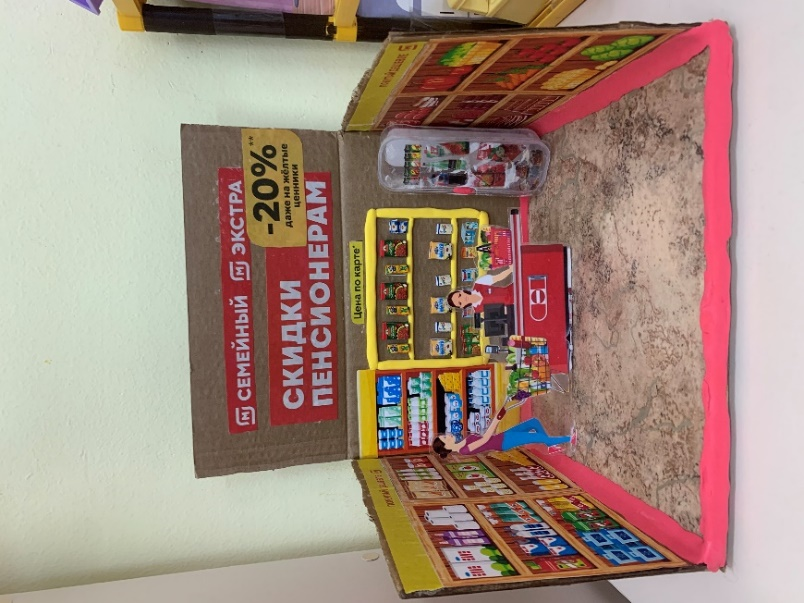 СЕМЕЙНЫЙ ЭКСТРА
СКИДКИ
ПЕНСИОНЕРАМ
-20%**
даже на жёлтые
ценники
Цена по карте*